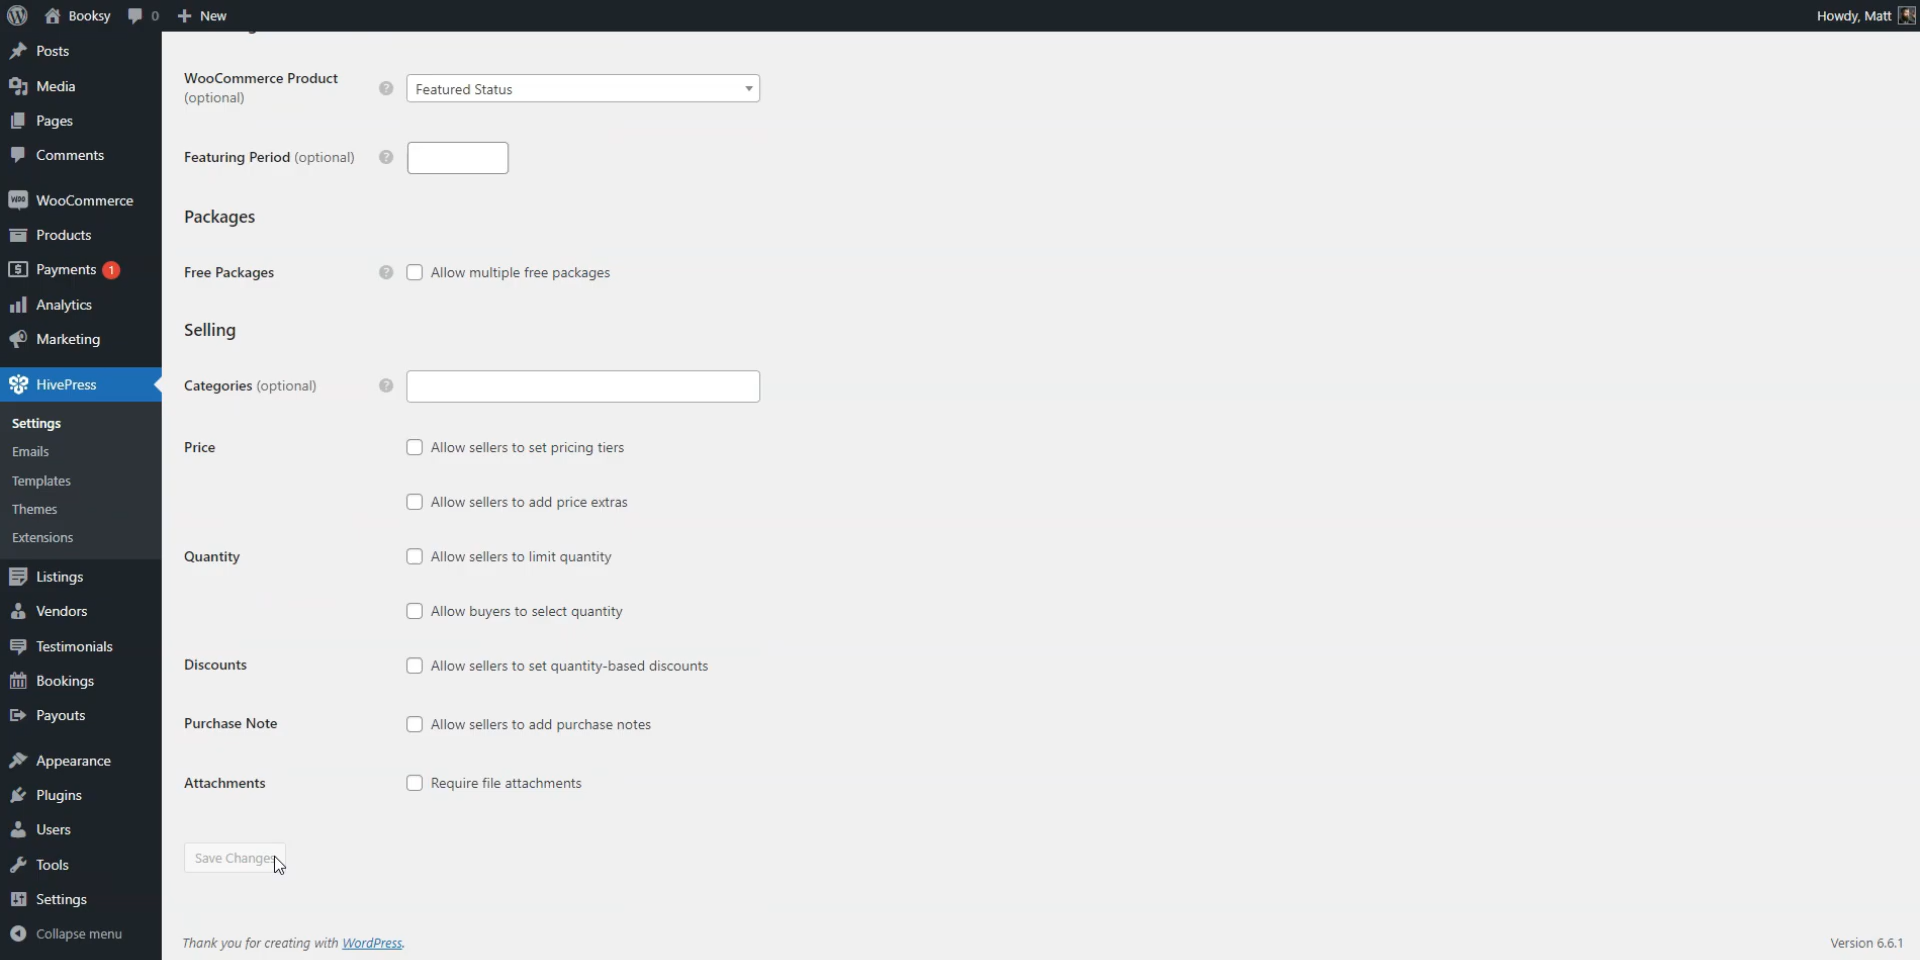 Booksy
0
New
Howdy, Matt
Posts
Media
Pages
Comments
WooCommerce
Products
Payments 1
Analytics
Marketing
HivePress
Settings
Emails
Templates
Themes
Extensions
Listings
Vendors
Testimonials
Bookings
Payouts
Appearance
Plugins
Users
Tools
Settings
Collapse menu
WooCommerce Product
(optional)
? Featured Status
Featuring Period (optional) ?
Packages
Free Packages ? Allow multiple free packages
Selling
Categories (optional) ?
Price Allow sellers to set pricing tiers
Allow sellers to add price extras
Quantity Allow sellers to limit quantity
Allow buyers to select quantity
Discounts Allow sellers to set quantity-based discounts
Purchase Note Allow sellers to add purchase notes
Attachments Require file attachments
Save Changes
Thank you for creating with WordPress.
Version 6.6.1